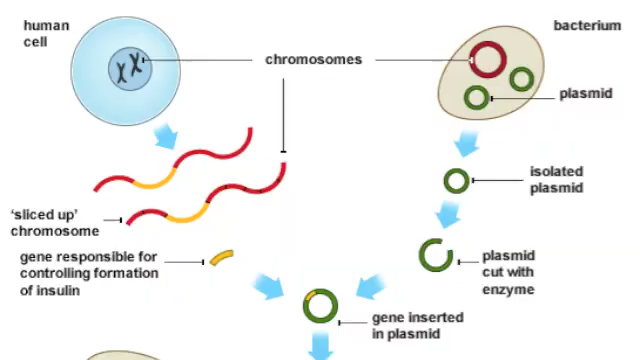 human
cell
chromosomes
bacterium
plasmid
isolated
plasmid
'sliced up'
chromosome
gene responsible for
controlling formation
of insulin
plasmid
cut with
enzyme
gene inserted
in plasmid